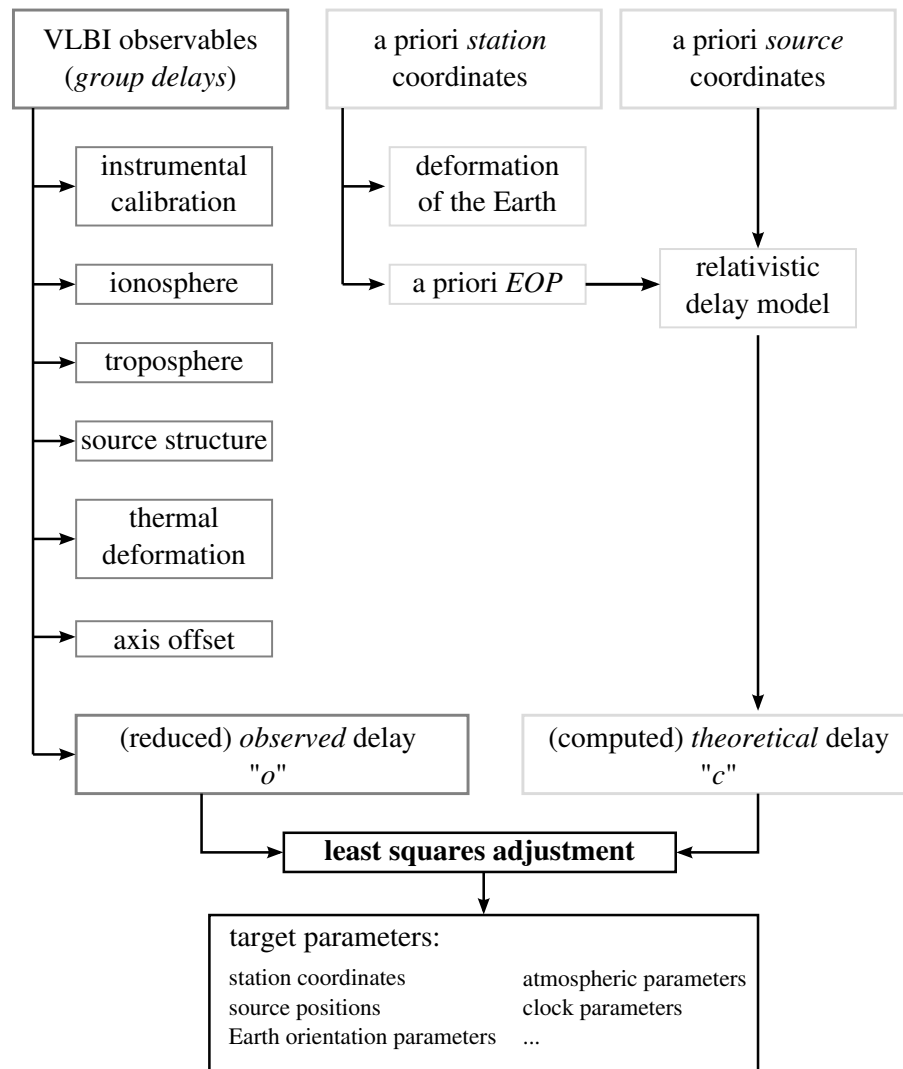 VLBI observables
(group delays)
a priori station
coordinates
a priori source
coordinates
instrumental
calibration
deformation
of the Earth
ionosphere
a priori EOP
relativistic
delay model
troposphere
source structure
thermal
deformation
axis offset
(reduced) observed delay
"o"
(computed) theoretical delay
"c"
least squares adjustment
target parameters:
station coordinates
source positions
Earth orientation parameters
atmospheric parameters
clock parameters
...